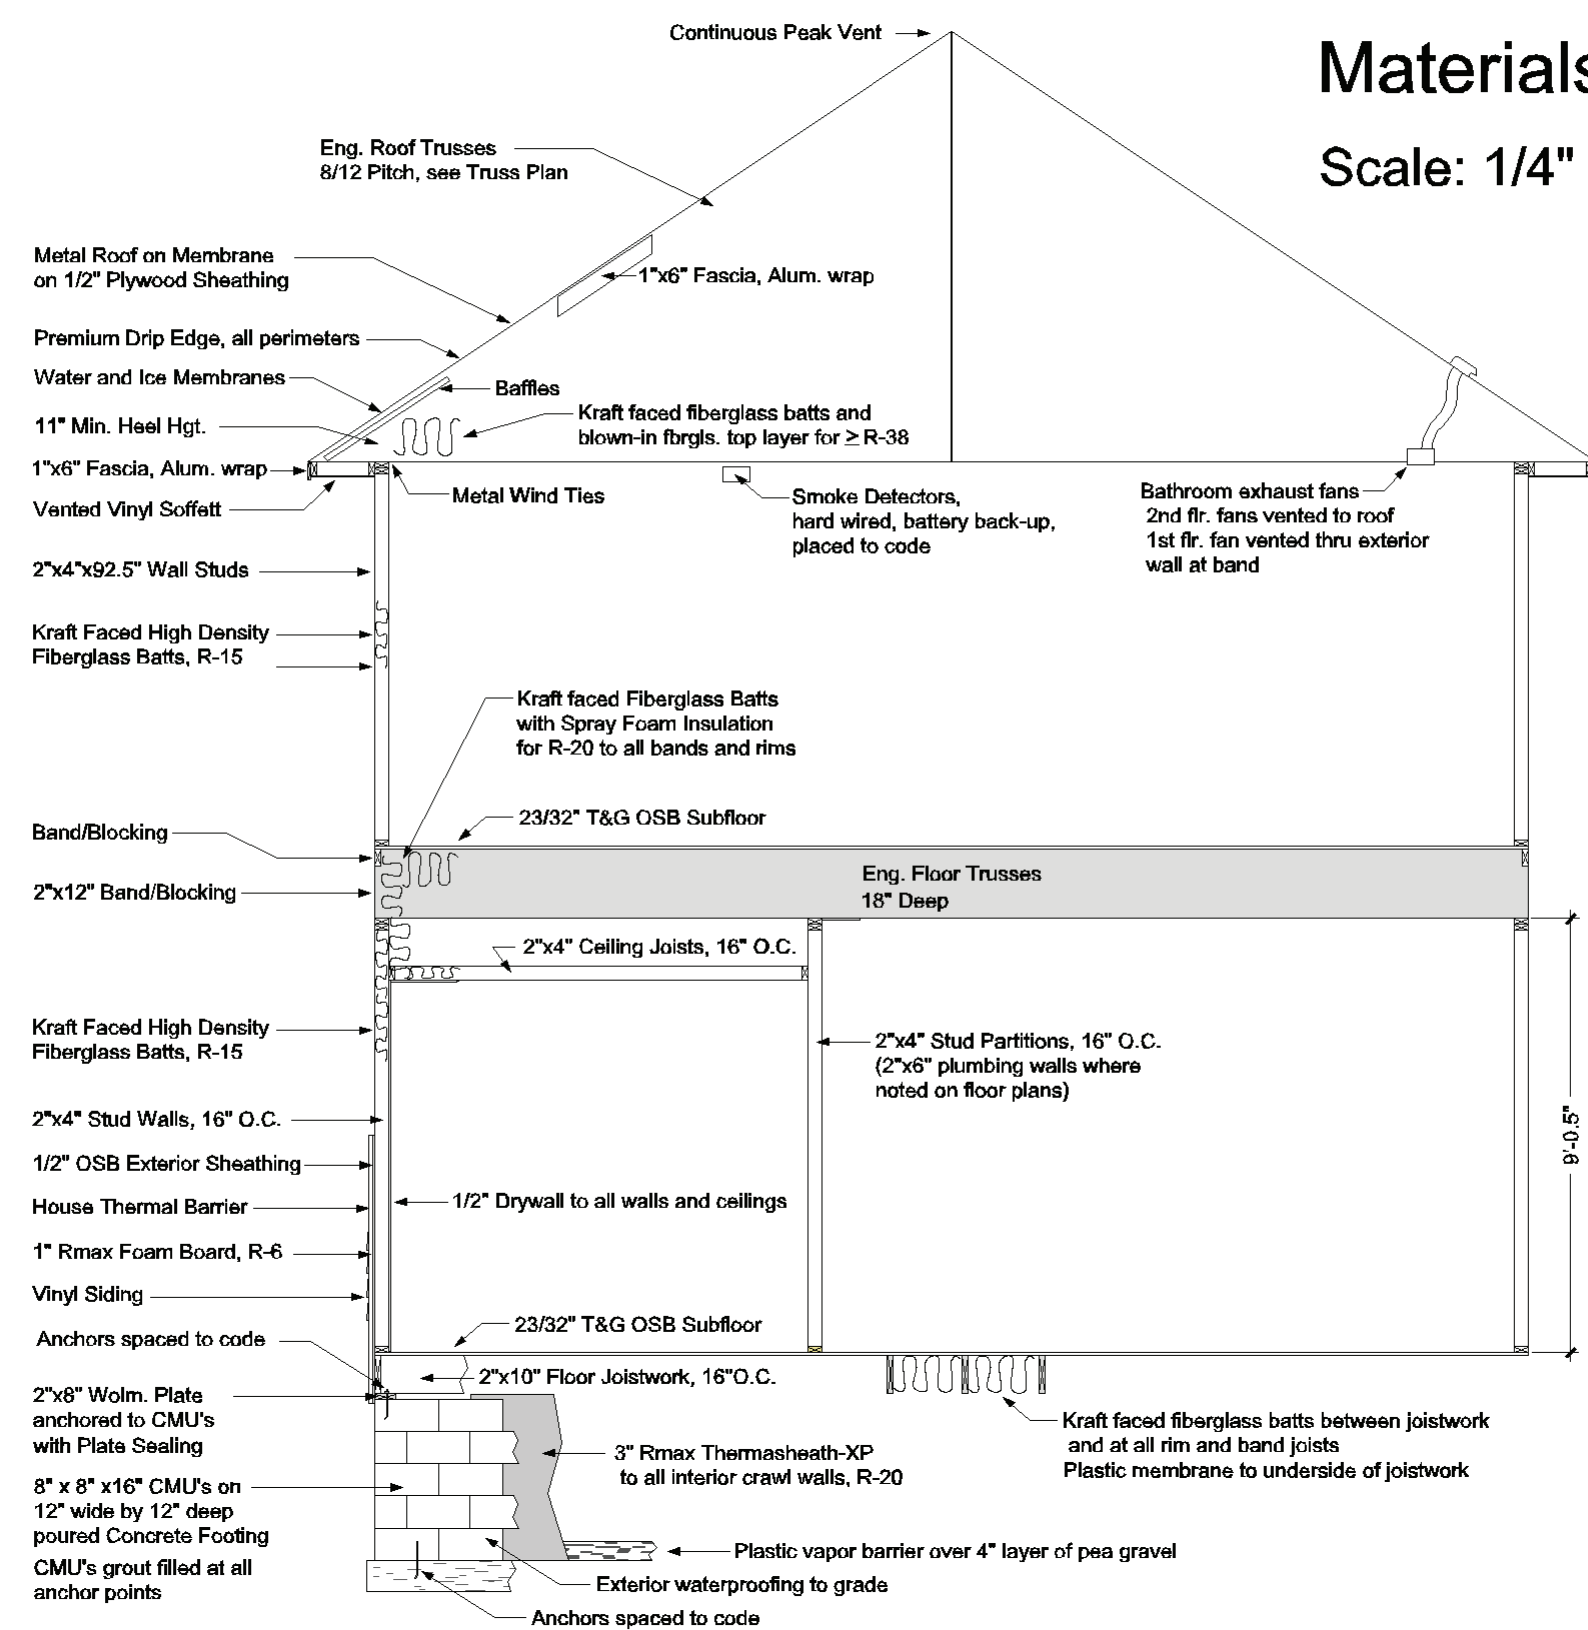 Continuous Peak Vent
Materials
Scale: 1/4"
Eng. Roof Trusses
8/12 Pitch, see Truss Plan
Metal Roof on Membrane
on 1/2" Plywood Sheathing
1"x6" Fascia, Alum. wrap
Premium Drip Edge, all perimeters
Water and Ice Membranes
Baffles
11" Min. Heel Hgt.
Kraft faced fiberglass batts and
blown-in fbrgls. top layer for ≥ R-38
1"x6" Fascia, Alum. wrap
Vented Vinyl Soffett
Metal Wind Ties
Smoke Detectors,
hard wired, battery back-up,
placed to code
Bathroom exhaust fans
2nd flr. fans vented to roof
1st flr. fan vented thru exterior
wall at band
2"x4"x92.5" Wall Studs
Kraft Faced High Density
Fiberglass Batts, R-15
Kraft faced Fiberglass Batts
with Spray Foam Insulation
for R-20 to all bands and rims
23/32" T&G OSB Subfloor
Band/Blocking
2"x12" Band/Blocking
Eng. Floor Trusses
18" Deep
2"x4" Ceiling Joists, 16" O.C.
Kraft Faced High Density
Fiberglass Batts, R-15
2"x4" Stud Partitions, 16" O.C.
(2"x6" plumbing walls where
noted on floor plans)
2"x4" Stud Walls, 16" O.C.
9'-0.5"
1/2" OSB Exterior Sheathing
House Thermal Barrier
1/2" Drywall to all walls and ceilings
1" Rmax Foam Board, R-6
Vinyl Siding
23/32" T&G OSB Subfloor
Anchors spaced to code
2"x10" Floor Joistwork, 16"O.C.
2"x8" Wolm. Plate
anchored to CMU's
with Plate Sealing
Kraft faced fiberglass batts between joistwork
and at all rim and band joists
Plastic membrane to underside of joistwork
3" Rmax Thermasheath-XP
to all interior crawl walls, R-20
8" x 8" x16" CMU's on
12" wide by 12" deep
poured Concrete Footing
CMU's grout filled at all
anchor points
Plastic vapor barrier over 4" layer of pea gravel
Exterior waterproofing to grade
Anchors spaced to code